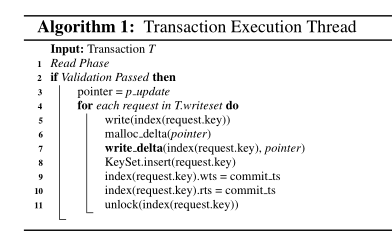 Algorithm 1: Transaction Execution Thread
Input: Transaction T
1 Read Phase
2 if Validation Passed then
3 pointer = p_update
4 for each request in T.writeset do
5 write(index(request.key))
6 malloc_delta(pointer)
7 write_delta(index(request.key), pointer)
8 KeySet.insert(request.key)
9 index(request.key).wts = commit_ts
10 index(request.key).rts = commit_ts
11 unlock(index(request.key))